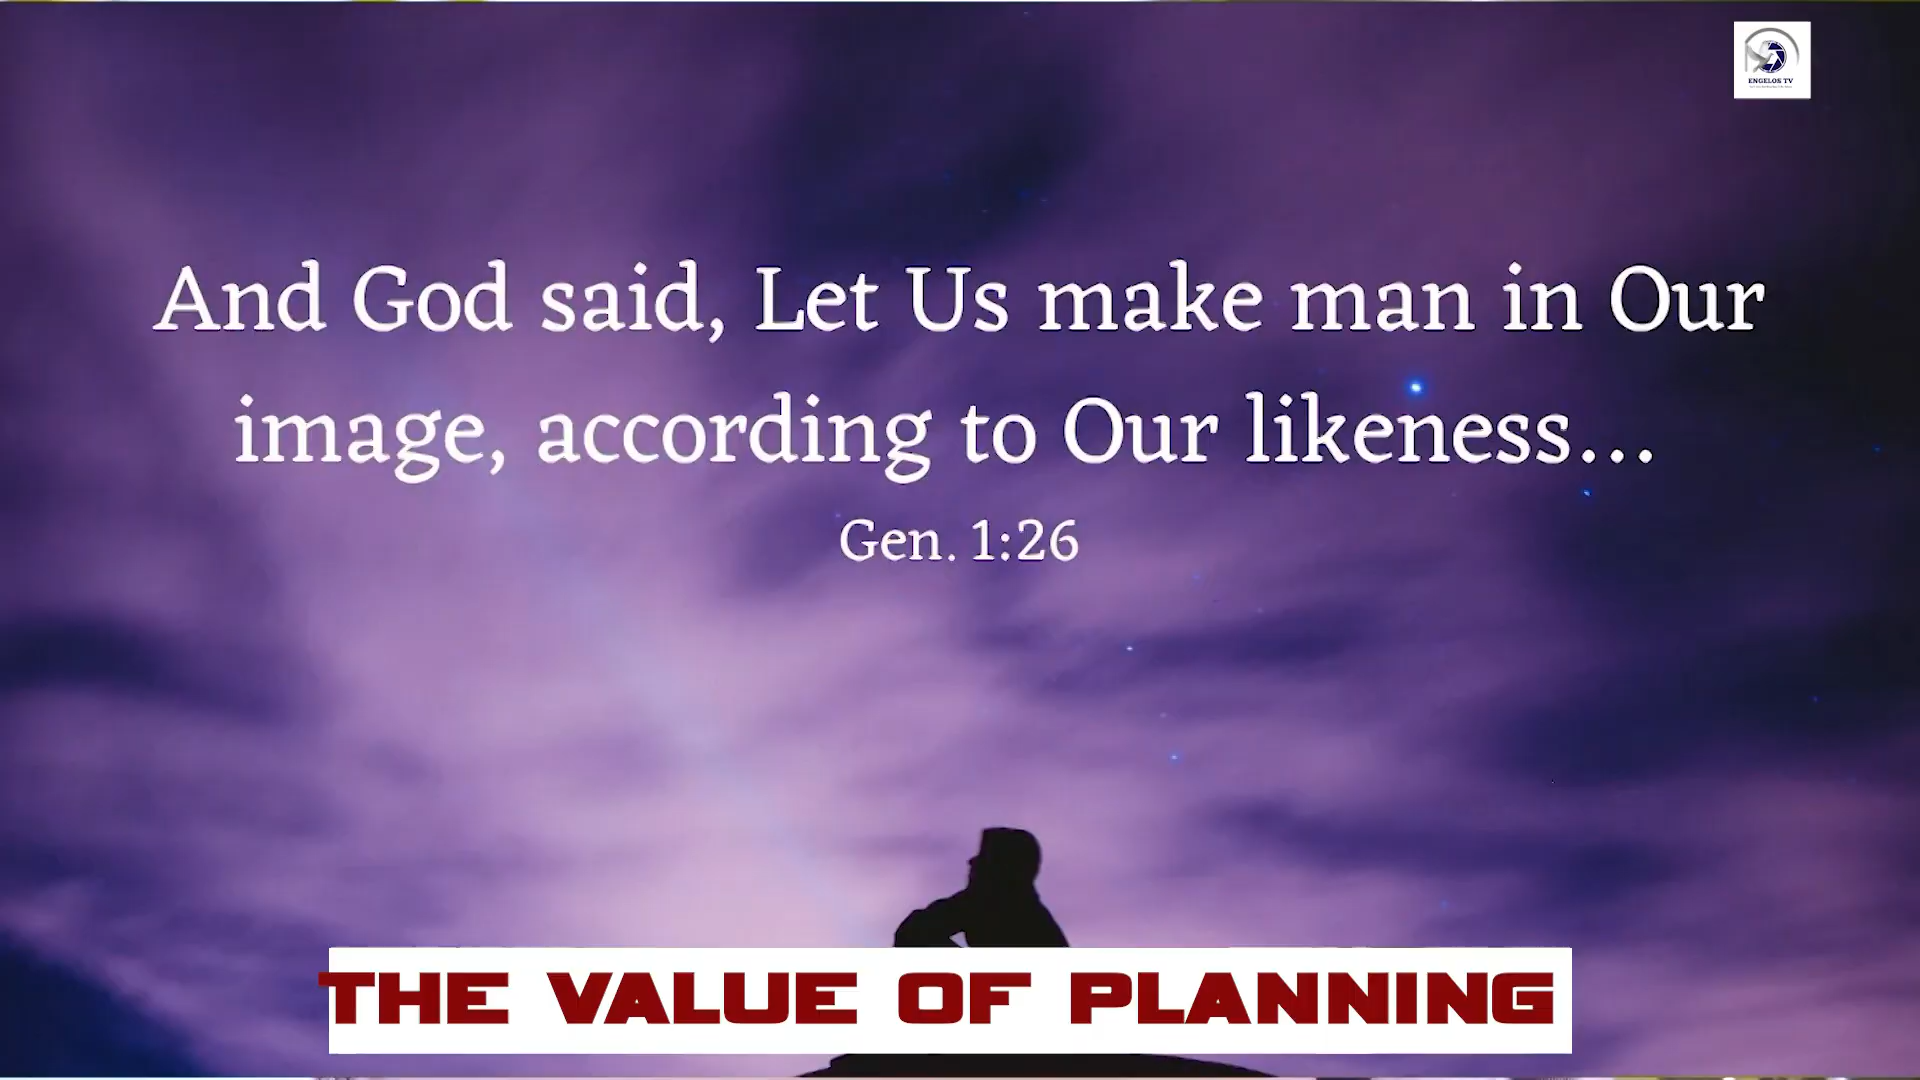 ENGELOS TV
And God said, Let Us make man in Our
image, according to Our likeness...
Gen. 1:26
THE VALUE OF PLANNING